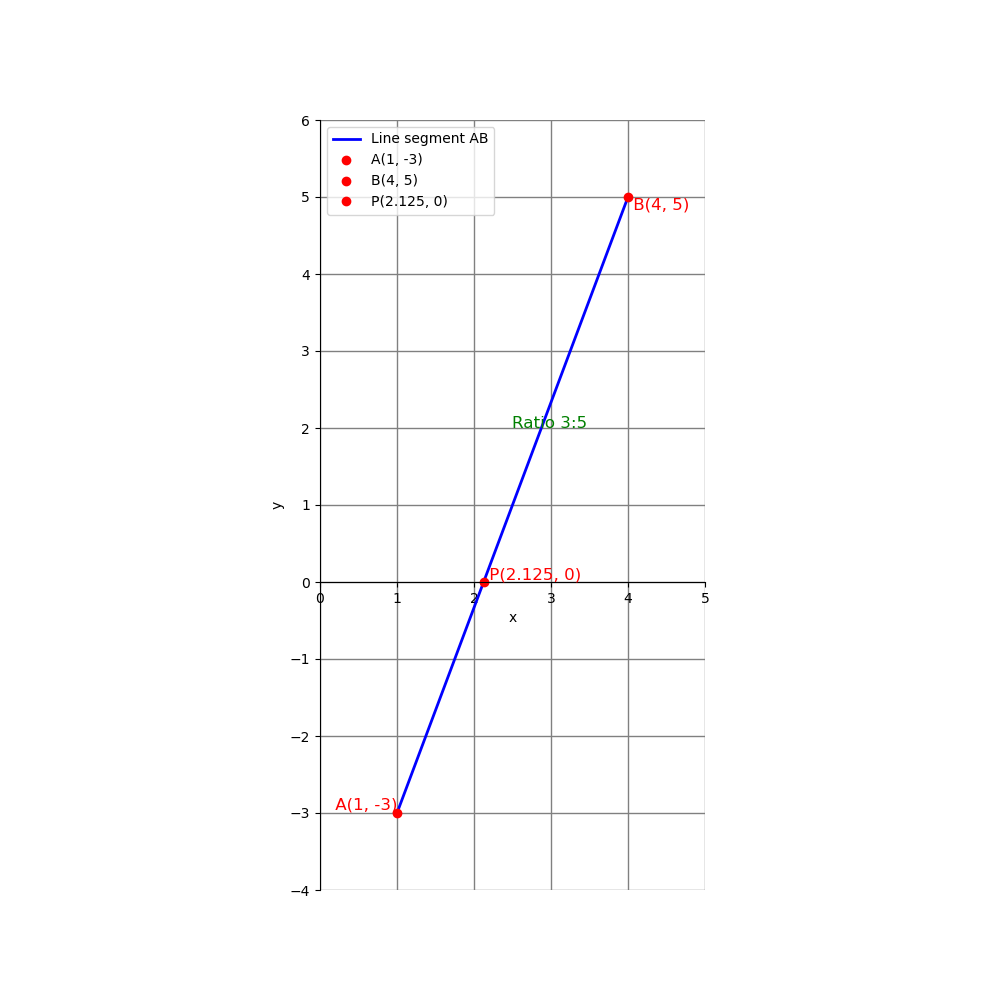 6
Line segment AB
A(1, -3)
B(4, 5)
P(2.125, 0)
5
B(4, 5)
4
3
Ratio 3:5
2
1
y
P(2.125, 0)
0
0 1 2 3 4 5
x
−1
−2
A(1, -3)
−3
−4